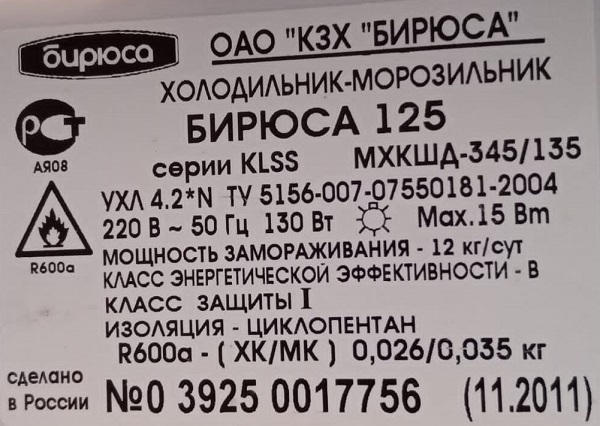 бирюса
ОАО "КЗХ "БИРЮСА"
ХОЛОДИЛЬНИК-МОРОЗИЛЬНИК
БИРЮСА 125
РСТ
АЯ08
серии KLSS МХКШД-345/135
УХЛ 4.2*N ТУ 5156-007-07550181-2004
220 В ~ 50 Гц 130 Вт Max.15 Вт
R600a
МОЩНОСТЬ ЗАМОРАЖИВАНИЯ - 12 кг/сут
КЛАСС ЭНЕРГЕТИЧЕСКОЙ ЭФФЕКТИВНОСТИ - В
КЛАСС ЗАЩИТЫ I
ИЗОЛЯЦИЯ - ЦИКЛОПЕНТАН
R600a - ( ХК/МК ) 0,026/0,035 кг
сделано
в России
№0 3925 0017756 (11.2011)